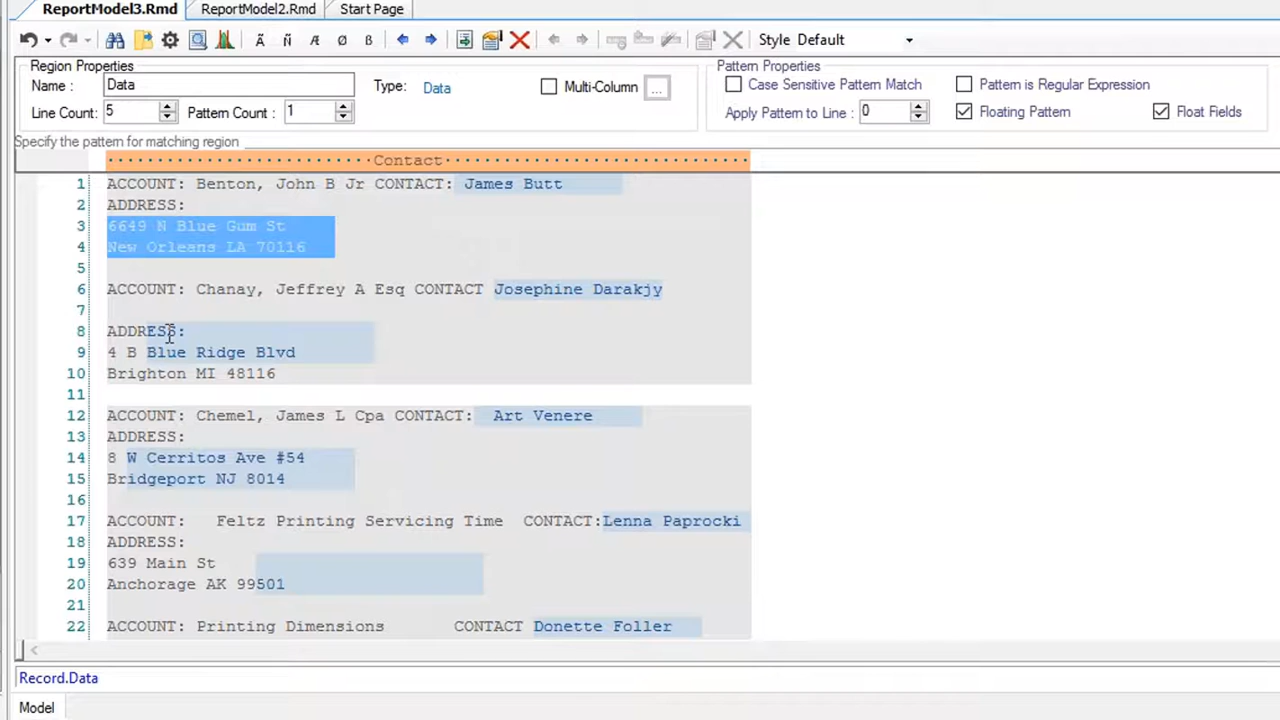 ReportModel3.Rmd ReportModel2.Rmd Start Page
Ã Ñ Æ Ø ß Style Default
Region Properties Pattern Properties
Name : Data Type: Data Multi-Column ... Case Sensitive Pattern Match Pattern is Regular Expression
Line Count: 5 Pattern Count : 1 Apply Pattern to Line : 0 Floating Pattern Float Fields
Specify the pattern for matching region
Contact
1 ACCOUNT: Benton, John B Jr CONTACT: James Butt
2 ADDRESS:
3 6649 N Blue Gum St
4 New Orleans LA 70116
5
6 ACCOUNT: Chanay, Jeffrey A Esq CONTACT Josephine Darakjy
7
8 ADDRESS:
9 4 B Blue Ridge Blvd
10 Brighton MI 48116
11
12 ACCOUNT: Chemel, James L Cpa CONTACT: Art Venere
13 ADDRESS:
14 8 W Cerritos Ave #54
15 Bridgeport NJ 8014
16
17 ACCOUNT: Feltz Printing Servicing Time CONTACT:Lenna Paprocki
18 ADDRESS:
19 639 Main St
20 Anchorage AK 99501
21
22 ACCOUNT: Printing Dimensions CONTACT Donette Foller
Record.Data
Model